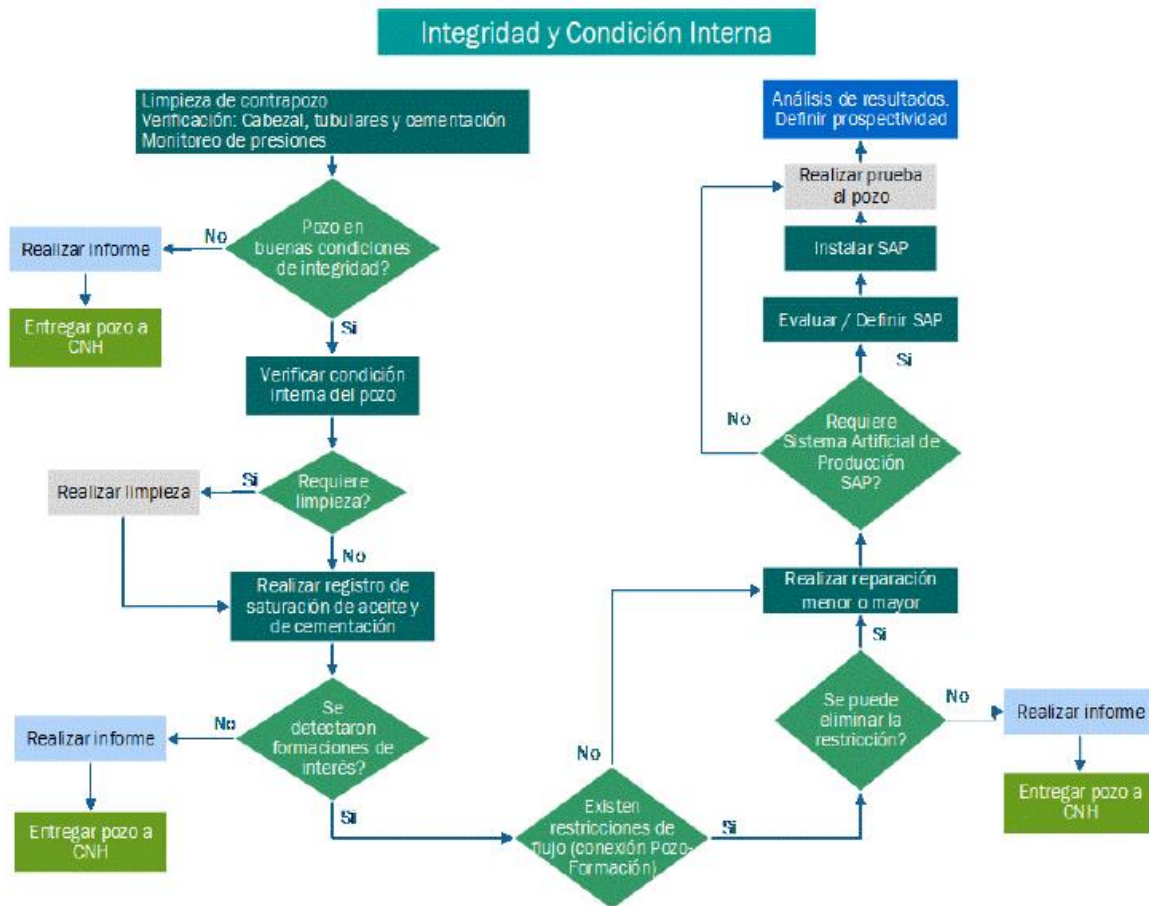 Integridad y Condición Interna
Limpieza de contrapozo
Verificación: Cabezal, tubulares y cementación
Monitoreo de presiones
Pozo en
buenas condiciones
de integridad?
No
Realizar informe
Entregar pozo a
CNH
Si
Verificar condición
interna del pozo
Requiere
limpieza?
Si
Realizar limpieza
No
Realizar registro de
saturación de aceite y
de cementación
Se
detectaron
formaciones de
interés?
No
Realizar informe
Entregar pozo a
CNH
Si
Existen
restricciones de
flujo (conexión Pozo-
Formación)
No
Si
Se puede
eliminar la
restricción?
No
Realizar informe
Entregar pozo a
CNH
Si
Realizar reparación
menor o mayor
Requiere
Sistema Artificial de
Producción
SAP?
No
Si
Evaluar / Definir SAP
Instalar SAP
Realizar prueba
al pozo
Análisis de resultados.
Definir prospectividad